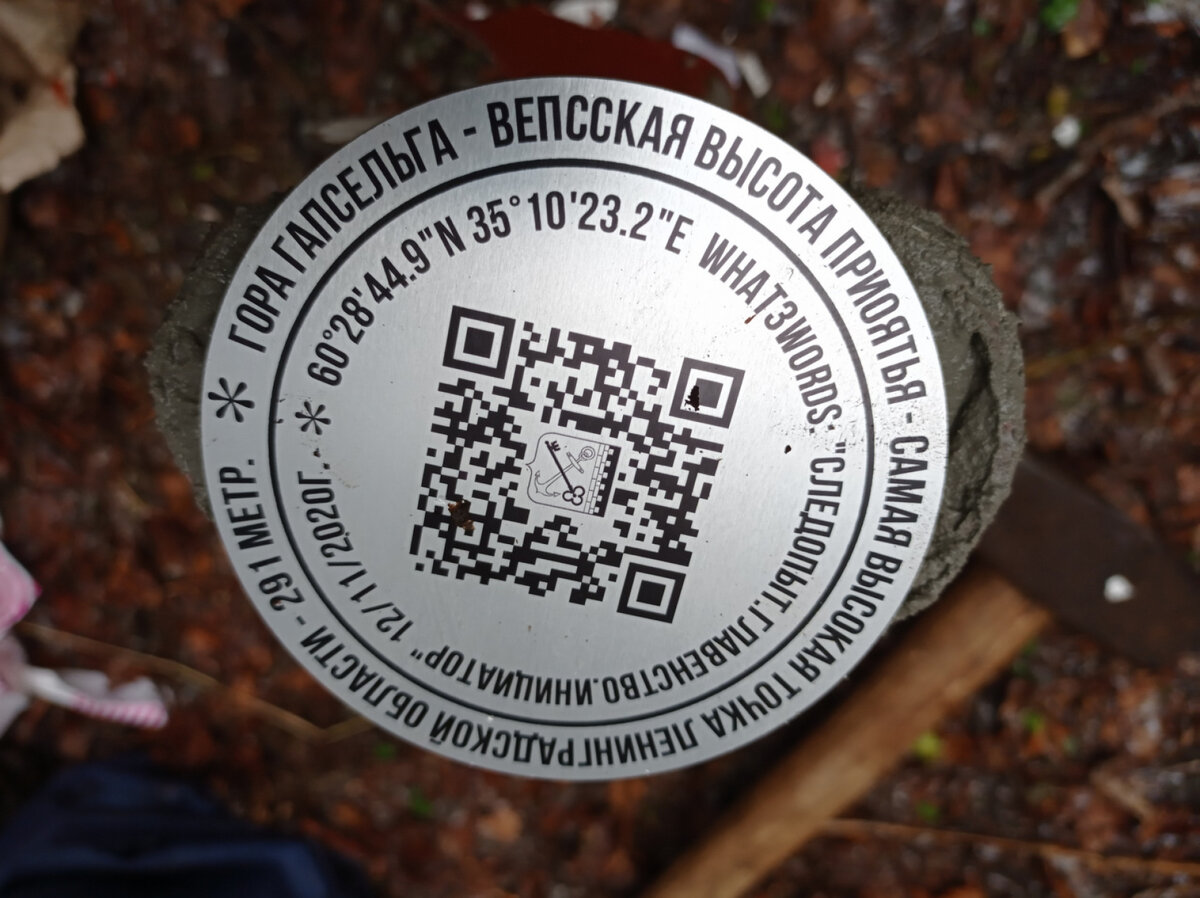 * ГОРА ГАПСЕЛЬГА - ВЕПССКАЯ ВЫСОТА ПРИОЯТЬЯ - САМАЯ ВЫСОКАЯ ТОЧКА ЛЕНИНГРАДСКОЙ ОБЛАСТИ - 291 МЕТР.
* 60°28'44.9"N 35°10'23.2"E WHAT3WORDS: "СЛЕДОПЫТ.ГЛАВЕНСТВО.ИНИЦИАТОР" 12/11/2020Г.